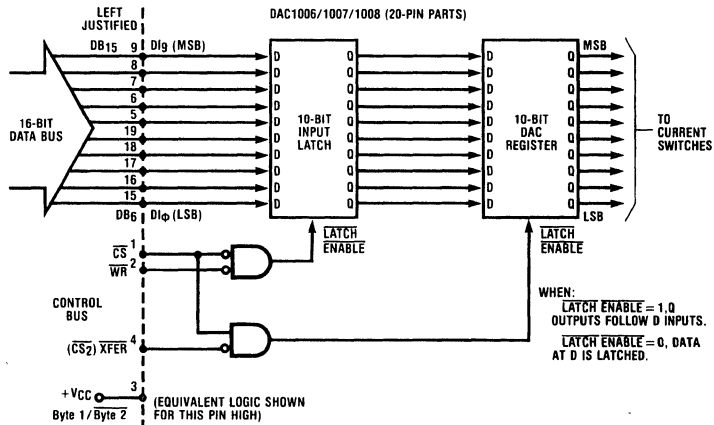 LEFT
JUSTIFIED
DAC1006/1007/1008 (20-PIN PARTS)
DB15 9 DI9 (MSB)
8
7
6
5
19
18
17
16
15
DB6 DIΦ (LSB)
16-BIT
DATA BUS
D Q
D Q
D Q
D Q
D Q
D Q
D Q
D Q
D Q
D Q
10-BIT
INPUT
LATCH
D Q
D Q
D Q
D Q
D Q
D Q
D Q
D Q
D Q
D Q
10-BIT
DAC
REGISTER
MSB
LSB
TO
CURRENT
SWITCHES
LATCH
ENABLE
LATCH
ENABLE
CS 1
WR 2
CONTROL
BUS
(CS2) XFER 4
WHEN:
LATCH ENABLE = 1, Q
OUTPUTS FOLLOW D INPUTS.
LATCH ENABLE = 0, DATA
AT D IS LATCHED.
+VCC 3
Byte 1/Byte 2
(EQUIVALENT LOGIC SHOWN
FOR THIS PIN HIGH)